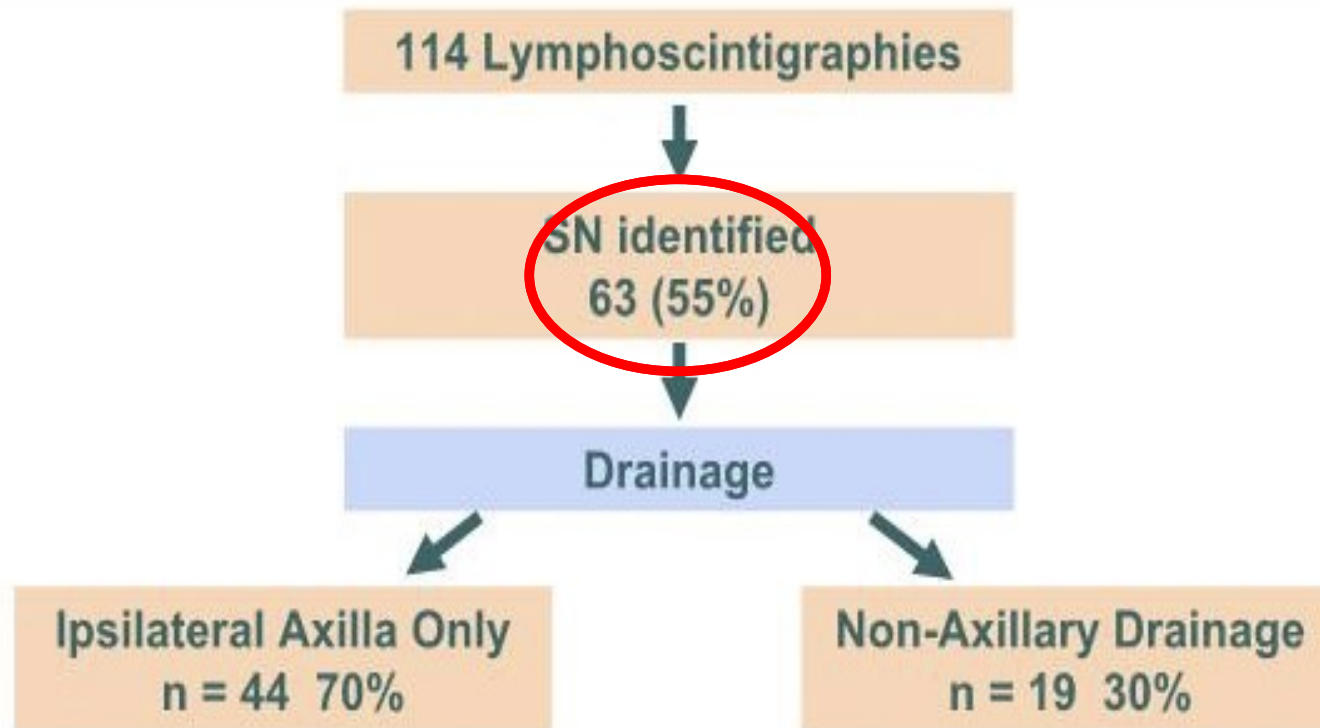 114 Lymphoscintigraphies
SN identified
63 (55%)
Drainage
Ipsilateral Axilla Only
n = 44 70%
Non-Axillary Drainage
n = 19 30%